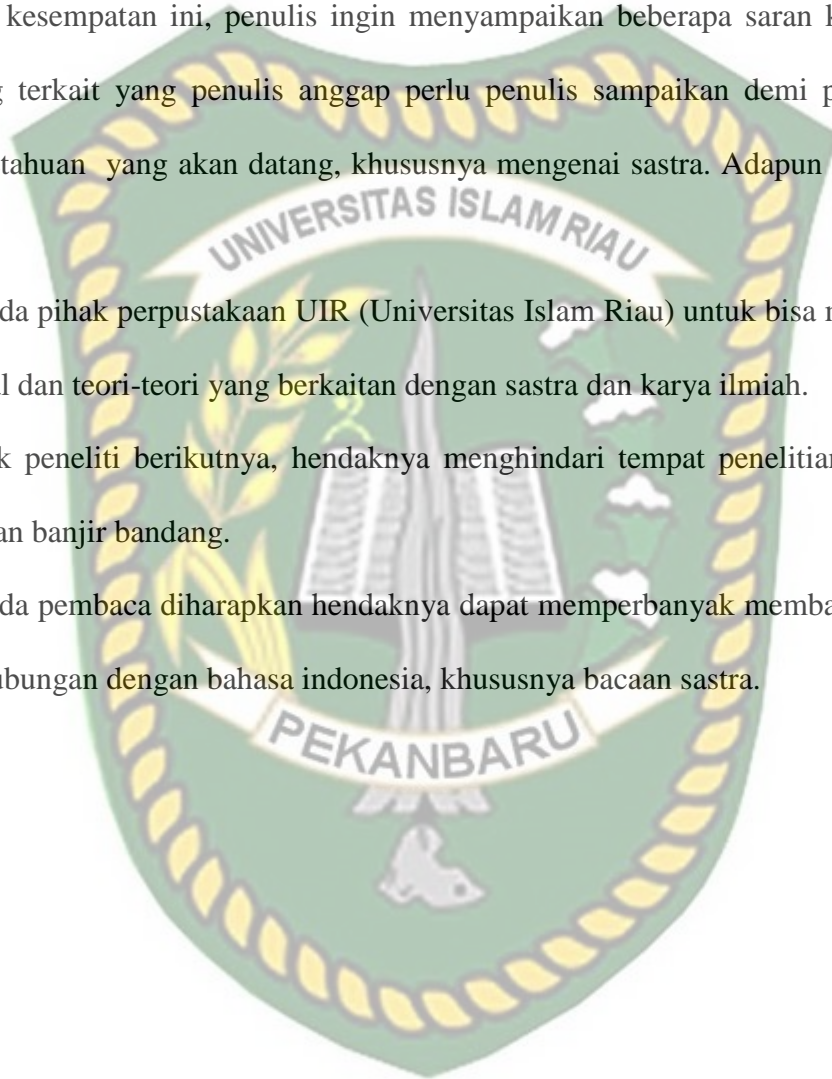 kesempatan ini, penulis ingin menyampaikan beberapa saran k
terkait yang penulis anggap perlu penulis sampaikan demi p
tahuan yang akan datang, khususnya mengenai sastra. Adapun
UNIVERSITAS ISLAM RIAU
da pihak perpustakaan UIR (Universitas Islam Riau) untuk bisa
l dan teori-teori yang berkaitan dengan sastra dan karya ilmiah.
k peneliti berikutnya, hendaknya menghindari tempat penelitian
an banjir bandang.
da pembaca diharapkan hendaknya dapat memperbanyak memba
ubungan dengan bahasa indonesia, khususnya bacaan sastra.
PEKANBARU